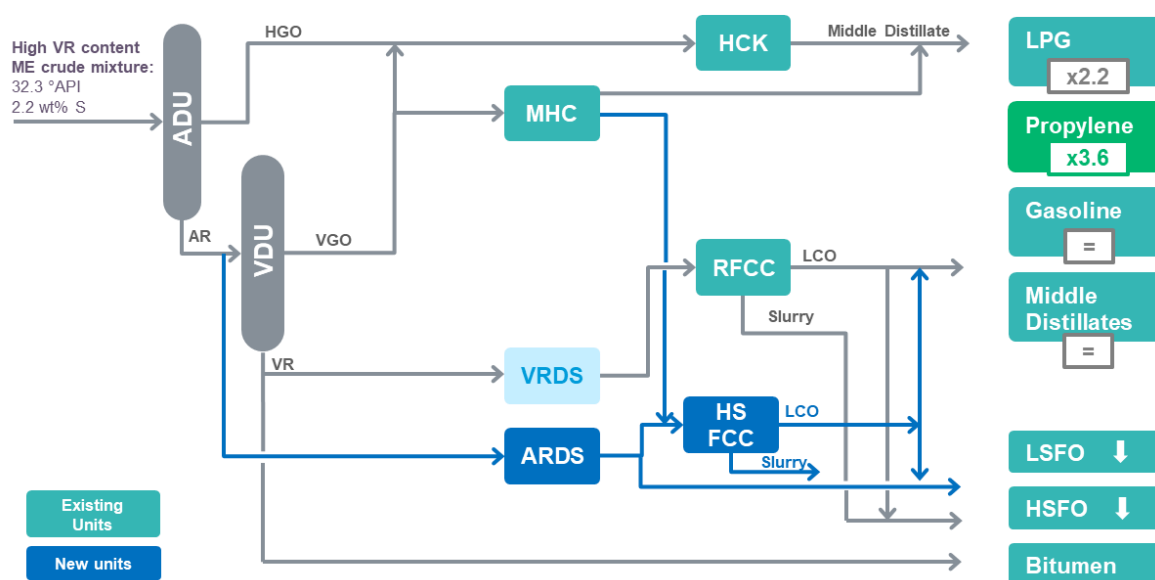 High VR content
ME crude mixture:
32.3 °API
2.2 wt% S
ADU
HGO
HCK
Middle Distillate
MHC
AR
VDU
VGO
RFCC
LCO
Slurry
VR
VRDS
ARDS
HS
FCC
LCO
Slurry
Existing
Units
New units
LPG
x2.2
Propylene
x3.6
Gasoline
=
Middle
Distillates
=
LSFO ⬇
HSFO ⬇
Bitumen